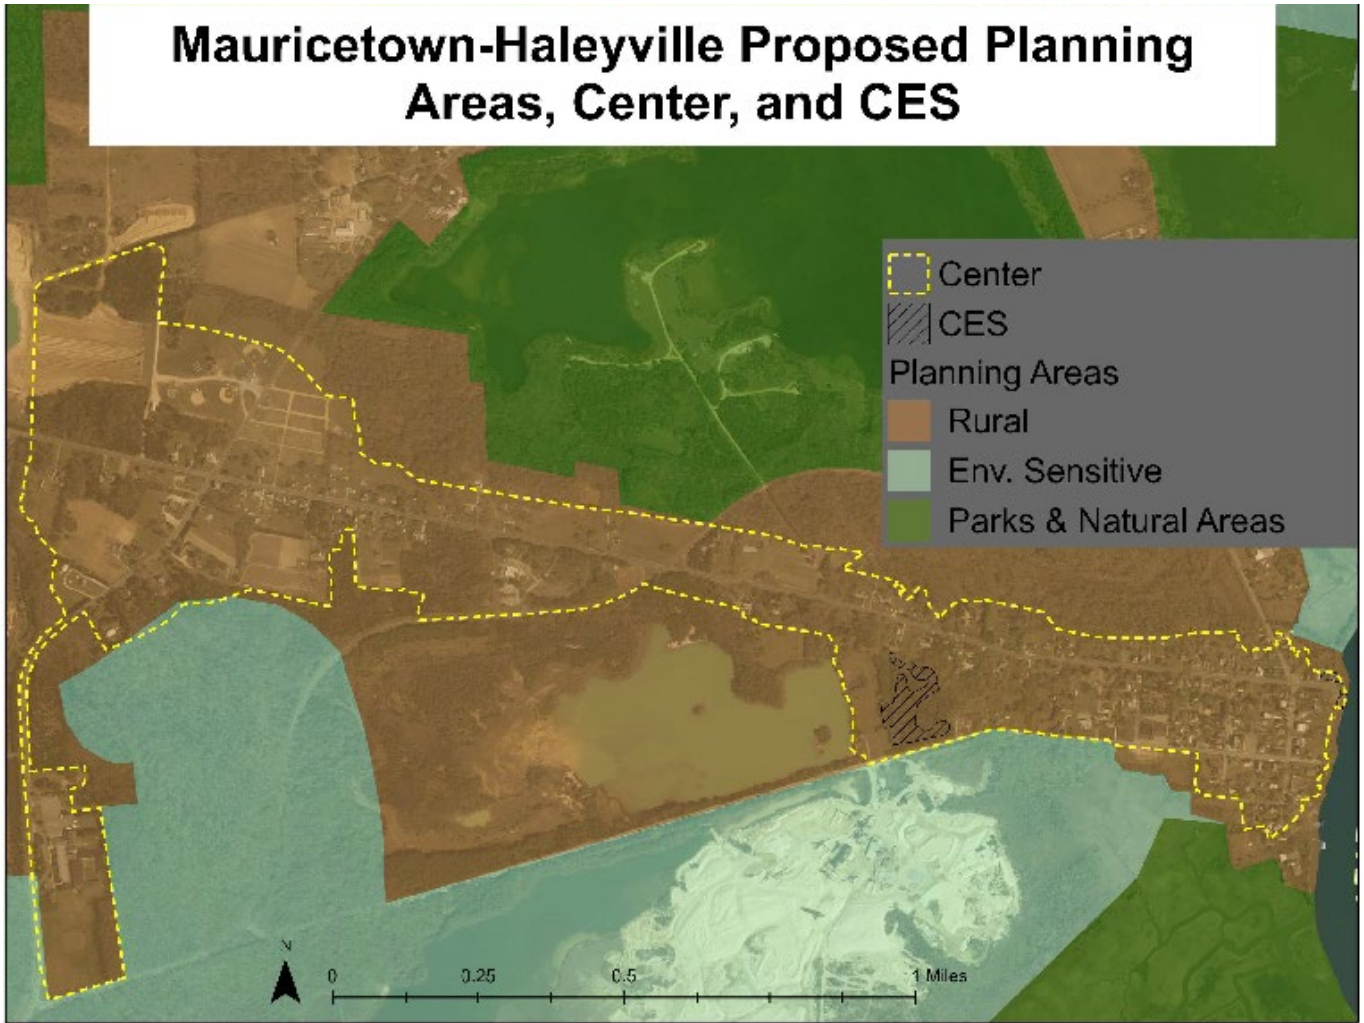 Mauricetown-Haleyville Proposed Planning
Areas, Center, and CES
Center
CES
Planning Areas
Rural
Env. Sensitive
Parks & Natural Areas
N
0 0.25 0.5 1 Miles